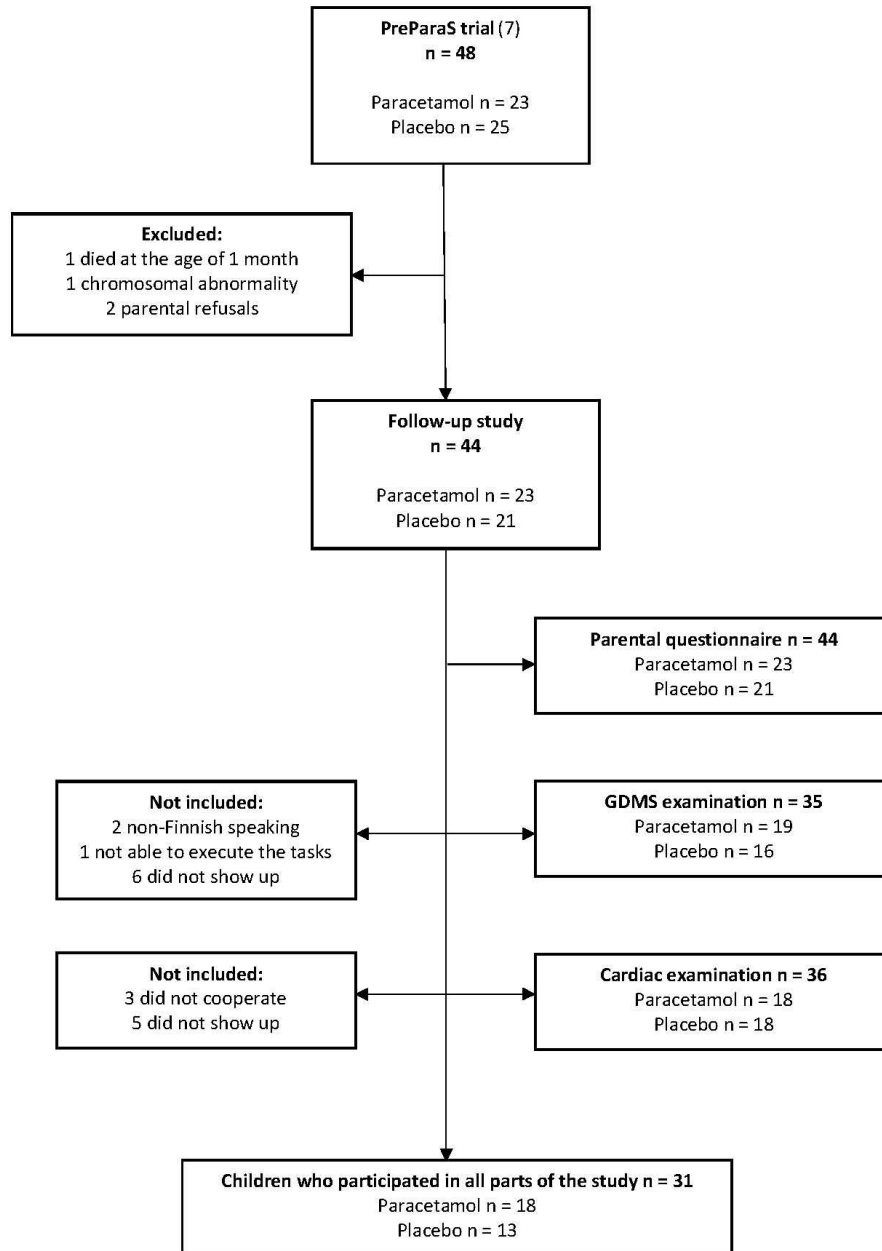 PreParaS trial (7)
n = 48
Paracetamol n = 23
Placebo n = 25
Excluded:
1 died at the age of 1 month
1 chromosomal abnormality
2 parental refusals
Follow-up study
n = 44
Paracetamol n = 23
Placebo n = 21
Parental questionnaire n = 44
Paracetamol n = 23
Placebo n = 21
Not included:
2 non-Finnish speaking
1 not able to execute the tasks
6 did not show up
GDMS examination n = 35
Paracetamol n = 19
Placebo n = 16
Not included:
3 did not cooperate
5 did not show up
Cardiac examination n = 36
Paracetamol n = 18
Placebo n = 18
Children who participated in all parts of the study n = 31
Paracetamol n = 18
Placebo n = 13